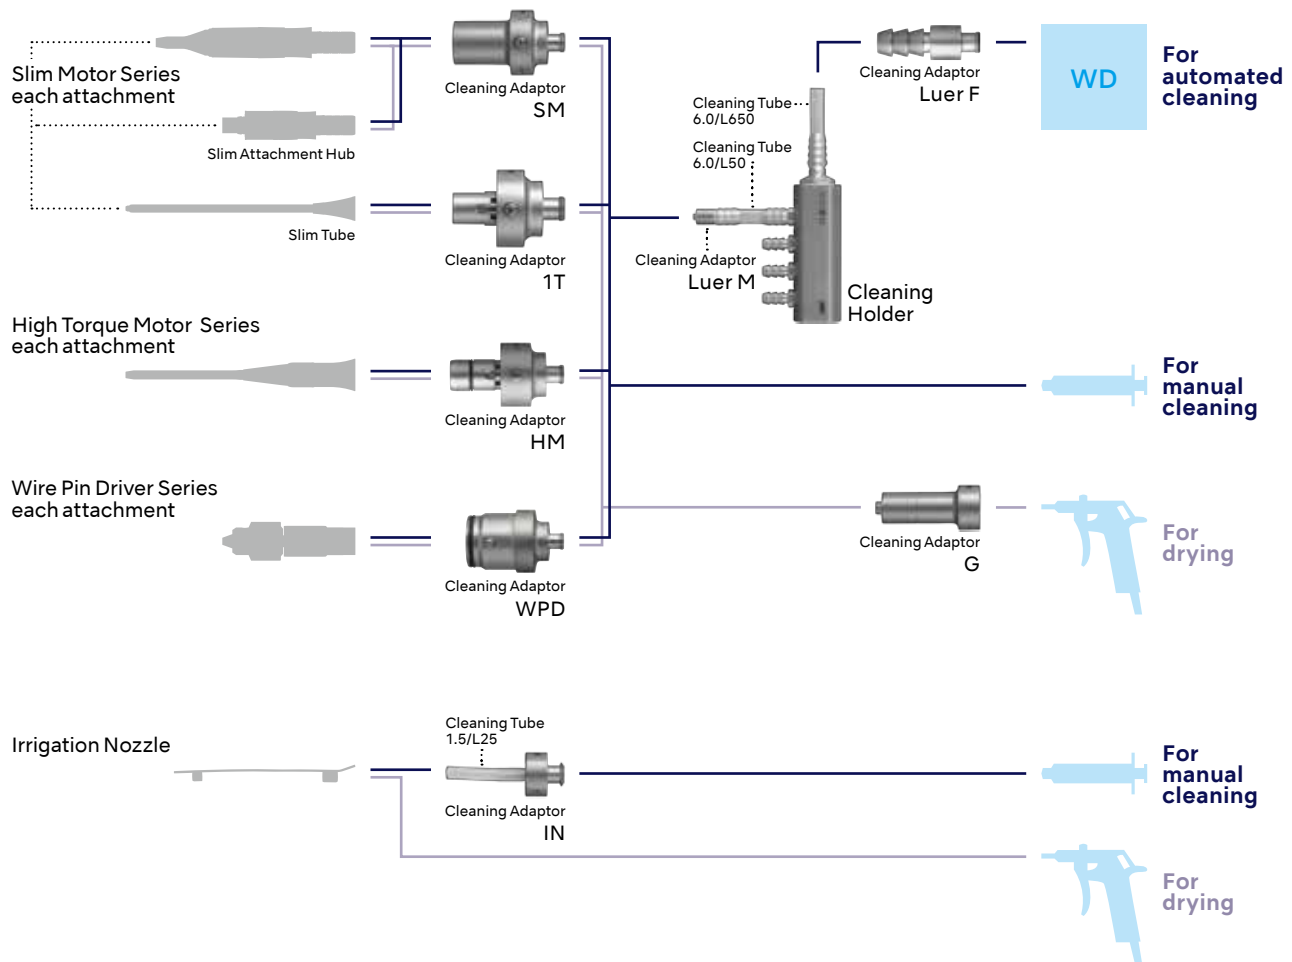 Slim Motor Series
each attachment
Slim Attachment Hub
Slim Tube
Cleaning Adaptor
SM
Cleaning Adaptor
1T
High Torque Motor Series
each attachment
Cleaning Adaptor
HM
Wire Pin Driver Series
each attachment
Cleaning Adaptor
WPD
Cleaning Tube
6.0/L650
Cleaning Tube
6.0/L50
Cleaning Adaptor
Luer M
Cleaning
Holder
Cleaning Adaptor
Luer F
WD
For
automated
cleaning
For
manual
cleaning
Cleaning Adaptor
G
For
drying
Irrigation Nozzle
Cleaning Tube
1.5/L25
Cleaning Adaptor
IN
For
manual
cleaning
For
drying